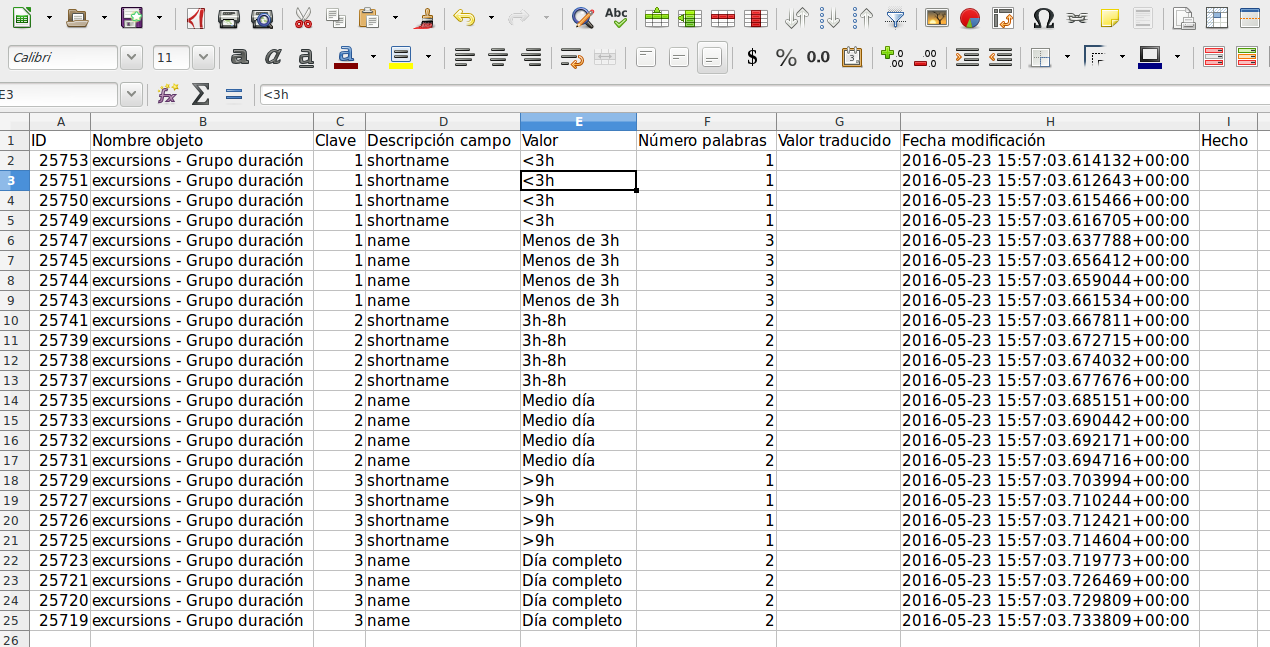 Abc
Calibri 11 a a a a $ % 0.0 3 .0 .00 .00 .0
E3 fx Σ = <3h
A B C D E F G H I
1 ID Nombre objeto Clave Descripción campo Valor Número palabras Valor traducido Fecha modificación Hecho
2 25753 excursions - Grupo duración 1 shortname <3h 1 2016-05-23 15:57:03.614132+00:00
3 25751 excursions - Grupo duración 1 shortname <3h 1 2016-05-23 15:57:03.612643+00:00
4 25750 excursions - Grupo duración 1 shortname <3h 1 2016-05-23 15:57:03.615466+00:00
5 25749 excursions - Grupo duración 1 shortname <3h 1 2016-05-23 15:57:03.616705+00:00
6 25747 excursions - Grupo duración 1 name Menos de 3h 3 2016-05-23 15:57:03.637788+00:00
7 25745 excursions - Grupo duración 1 name Menos de 3h 3 2016-05-23 15:57:03.656412+00:00
8 25744 excursions - Grupo duración 1 name Menos de 3h 3 2016-05-23 15:57:03.659044+00:00
9 25743 excursions - Grupo duración 1 name Menos de 3h 3 2016-05-23 15:57:03.661534+00:00
10 25741 excursions - Grupo duración 2 shortname 3h-8h 2 2016-05-23 15:57:03.667811+00:00
11 25739 excursions - Grupo duración 2 shortname 3h-8h 2 2016-05-23 15:57:03.672715+00:00
12 25738 excursions - Grupo duración 2 shortname 3h-8h 2 2016-05-23 15:57:03.674032+00:00
13 25737 excursions - Grupo duración 2 shortname 3h-8h 2 2016-05-23 15:57:03.677676+00:00
14 25735 excursions - Grupo duración 2 name Medio día 2 2016-05-23 15:57:03.685151+00:00
15 25733 excursions - Grupo duración 2 name Medio día 2 2016-05-23 15:57:03.690442+00:00
16 25732 excursions - Grupo duración 2 name Medio día 2 2016-05-23 15:57:03.692171+00:00
17 25731 excursions - Grupo duración 2 name Medio día 2 2016-05-23 15:57:03.694716+00:00
18 25729 excursions - Grupo duración 3 shortname >9h 1 2016-05-23 15:57:03.703994+00:00
19 25727 excursions - Grupo duración 3 shortname >9h 1 2016-05-23 15:57:03.710244+00:00
20 25726 excursions - Grupo duración 3 shortname >9h 1 2016-05-23 15:57:03.712421+00:00
21 25725 excursions - Grupo duración 3 shortname >9h 1 2016-05-23 15:57:03.714604+00:00
22 25723 excursions - Grupo duración 3 name Día completo 2 2016-05-23 15:57:03.719773+00:00
23 25721 excursions - Grupo duración 3 name Día completo 2 2016-05-23 15:57:03.726469+00:00
24 25720 excursions - Grupo duración 3 name Día completo 2 2016-05-23 15:57:03.729809+00:00
25 25719 excursions - Grupo duración 3 name Día completo 2 2016-05-23 15:57:03.733809+00:00
26